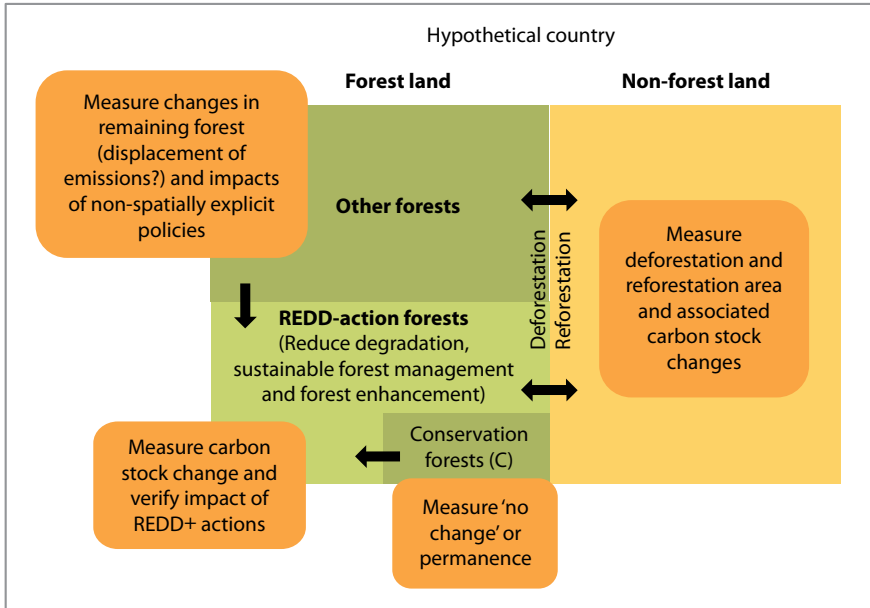 Hypothetical country
Forest land
Non-forest land
Measure changes in
remaining forest
(displacement of
emissions?) and impacts
of non-spatially explicit
policies
Other forests
Deforestation
Reforestation
Measure
deforestation and
reforestation area
and associated
carbon stock
changes
REDD-action forests
(Reduce degradation,
sustainable forest management
and forest enhancement)
Conservation
forests (C)
Measure carbon
stock change and
verify impact of
REDD+ actions
Measure ‘no
change’ or
permanence